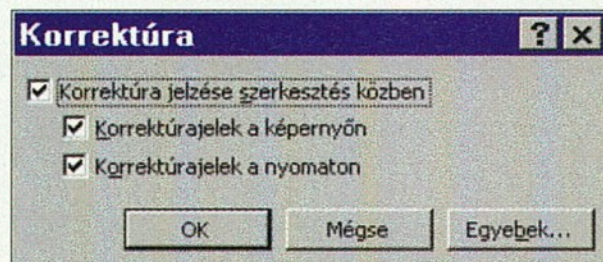 Korrektúra
Korrektúra jelzése szerkesztés közben
Korrektúrajelek a képernyőn
Korrektúrajelek a nyomaton
OK Mégse Egyebek...